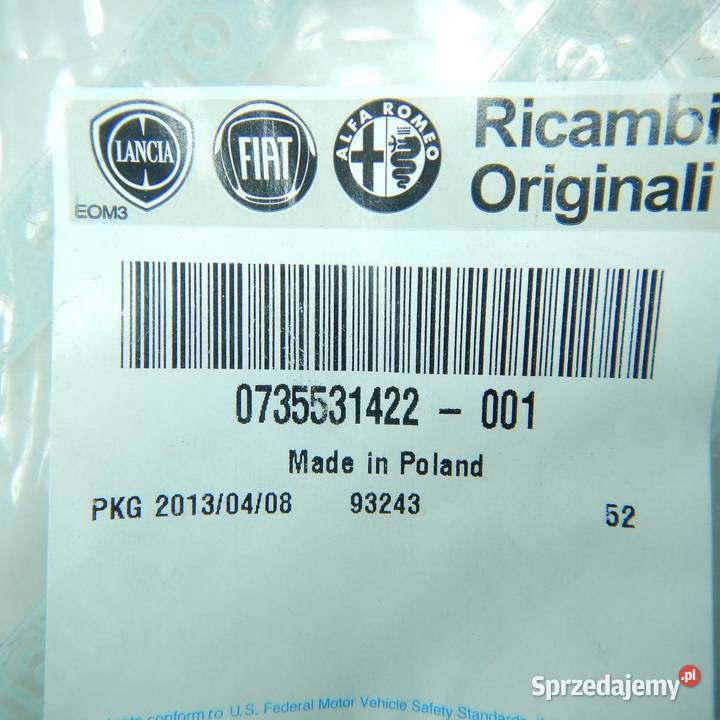 LANCIA
FIAT
ALFA ROMEO
Ricambi
Originali
EOM3
0735531422 - 001
Made in Poland
PKG 2013/04/08 93243 52
conform to U.S. Federal Motor Vehicle Safety Standards
Sprzedajemy.pl